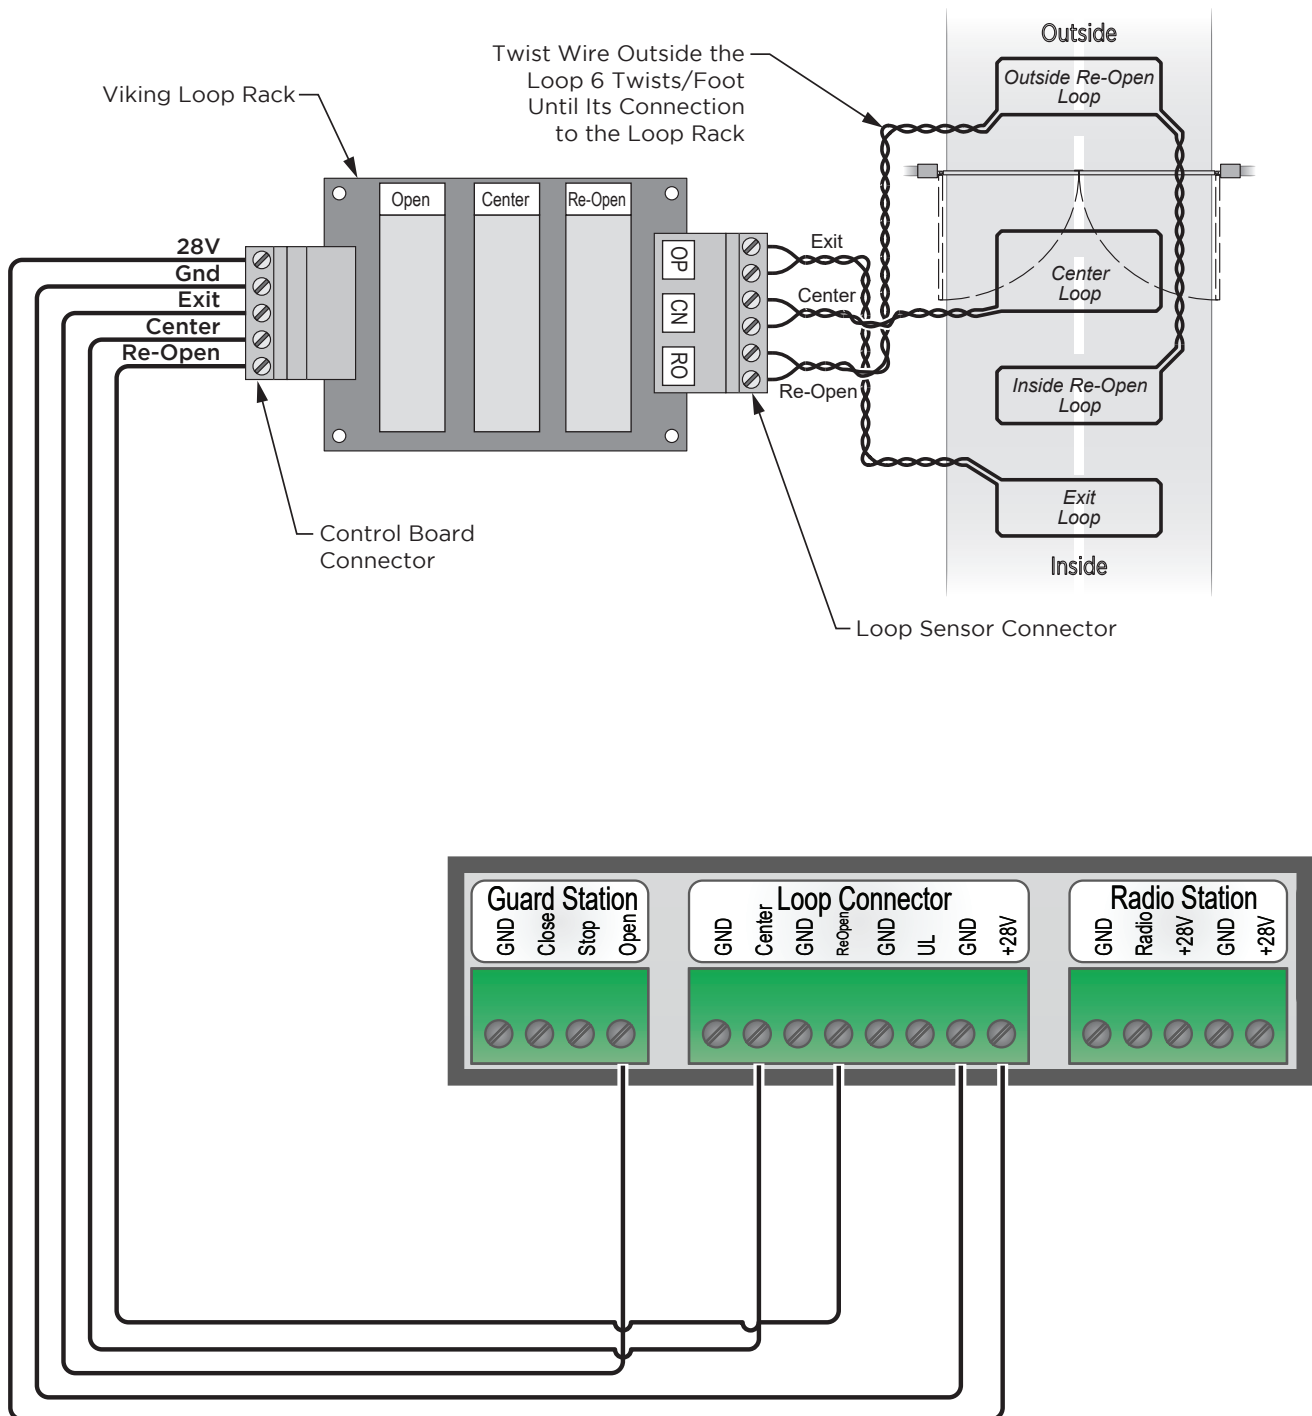 Outside
Twist Wire Outside the
Loop 6 Twists/Foot
Until Its Connection
to the Loop Rack
Outside Re-Open
Loop
Viking Loop Rack
Open
Center
Re-Open
28V
Gnd
Exit
Center
Re-Open
OP
CN
RO
Exit
Center
Re-Open
Center
Loop
Inside Re-Open
Loop
Exit
Loop
Inside
Control Board
Connector
Loop Sensor Connector
Guard Station
GND
Close
Stop
Open
Loop Connector
GND
Center
GND
ReOpen
GND
UL
GND
+28V
Radio Station
GND
Radio
+28V
GND
+28V